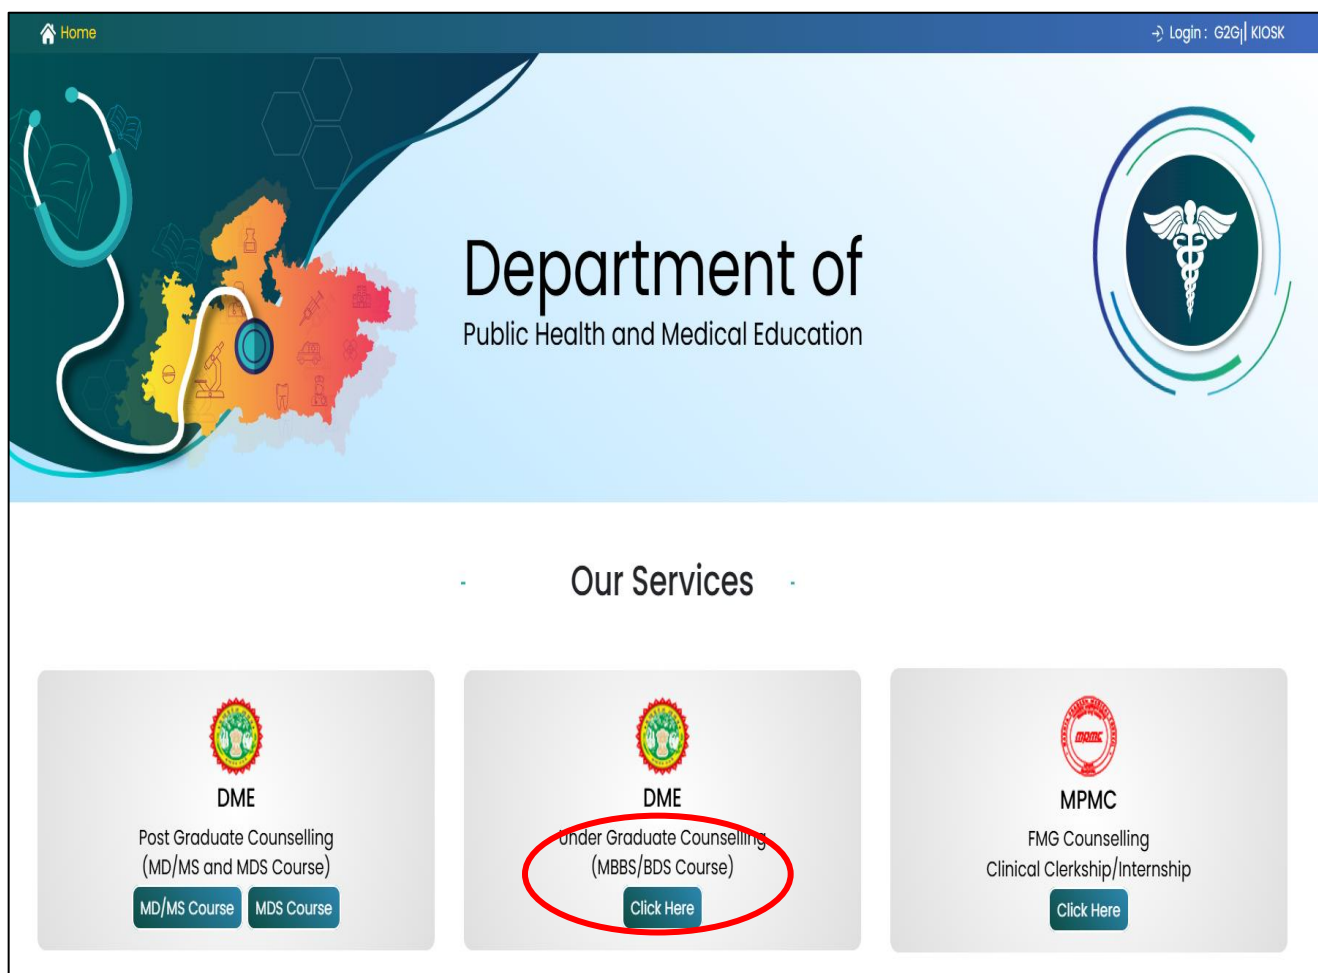 Home
Login : G2G | KIOSK
Department of
Public Health and Medical Education
Our Services
DME
Post Graduate Counselling
(MD/MS and MDS Course)
MD/MS Course
MDS Course
DME
Under Graduate Counselling
(MBBS/BDS Course)
Click Here
mpmc
MPMC
FMG Counselling
Clinical Clerkship/Internship
Click Here